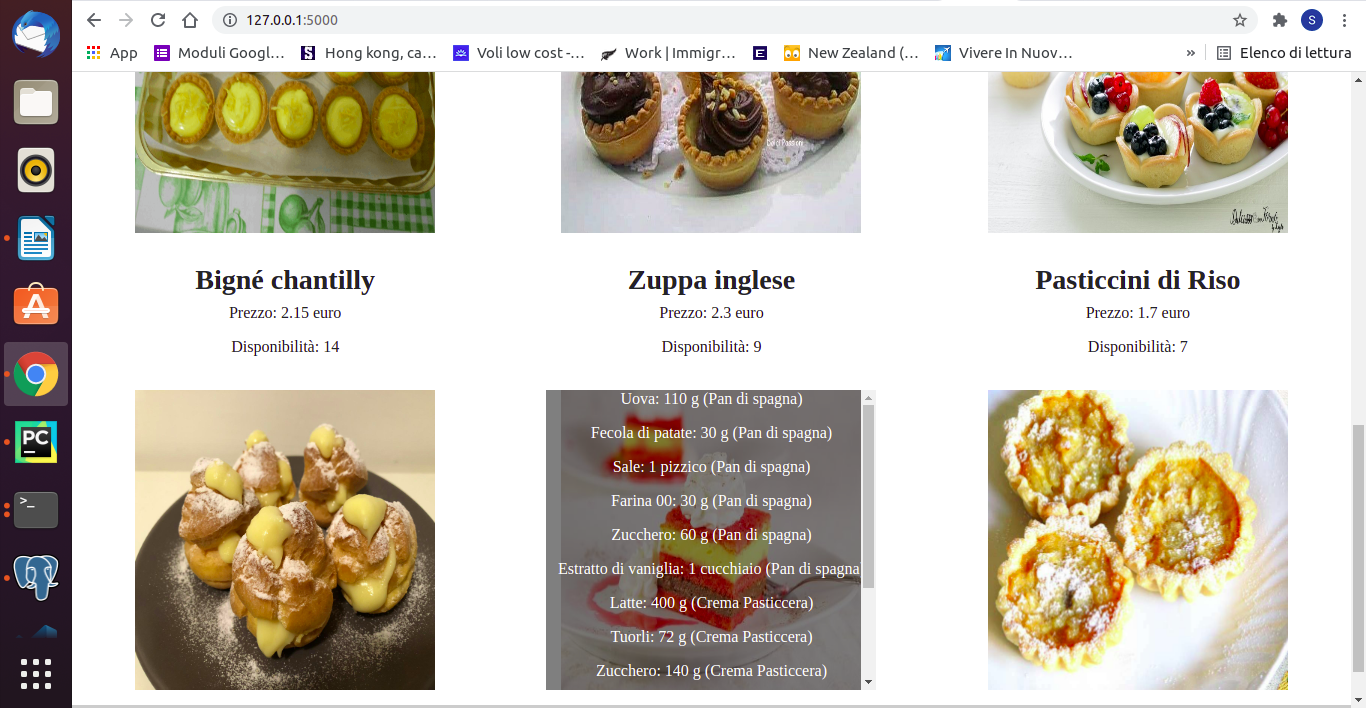 127.0.0.1:5000
S
App
Moduli Googl...
Hong kong, ca...
Voli low cost -...
Work | Immigr...
E
New Zealand (...
Vivere In Nuov...
»
Elenco di lettura
Bigné chantilly
Prezzo: 2.15 euro
Disponibilità: 14
Zuppa inglese
Prezzo: 2.3 euro
Disponibilità: 9
Pasticcini di Riso
Prezzo: 1.7 euro
Disponibilità: 7
Uova: 110 g (Pan di spagna)
Fecola di patate: 30 g (Pan di spagna)
Sale: 1 pizzico (Pan di spagna)
Farina 00: 30 g (Pan di spagna)
Zucchero: 60 g (Pan di spagna)
Estratto di vaniglia: 1 cucchiaio (Pan di spagna
Latte: 400 g (Crema Pasticcera)
Tuorli: 72 g (Crema Pasticcera)
Zucchero: 140 g (Crema Pasticcera)
PC
>_